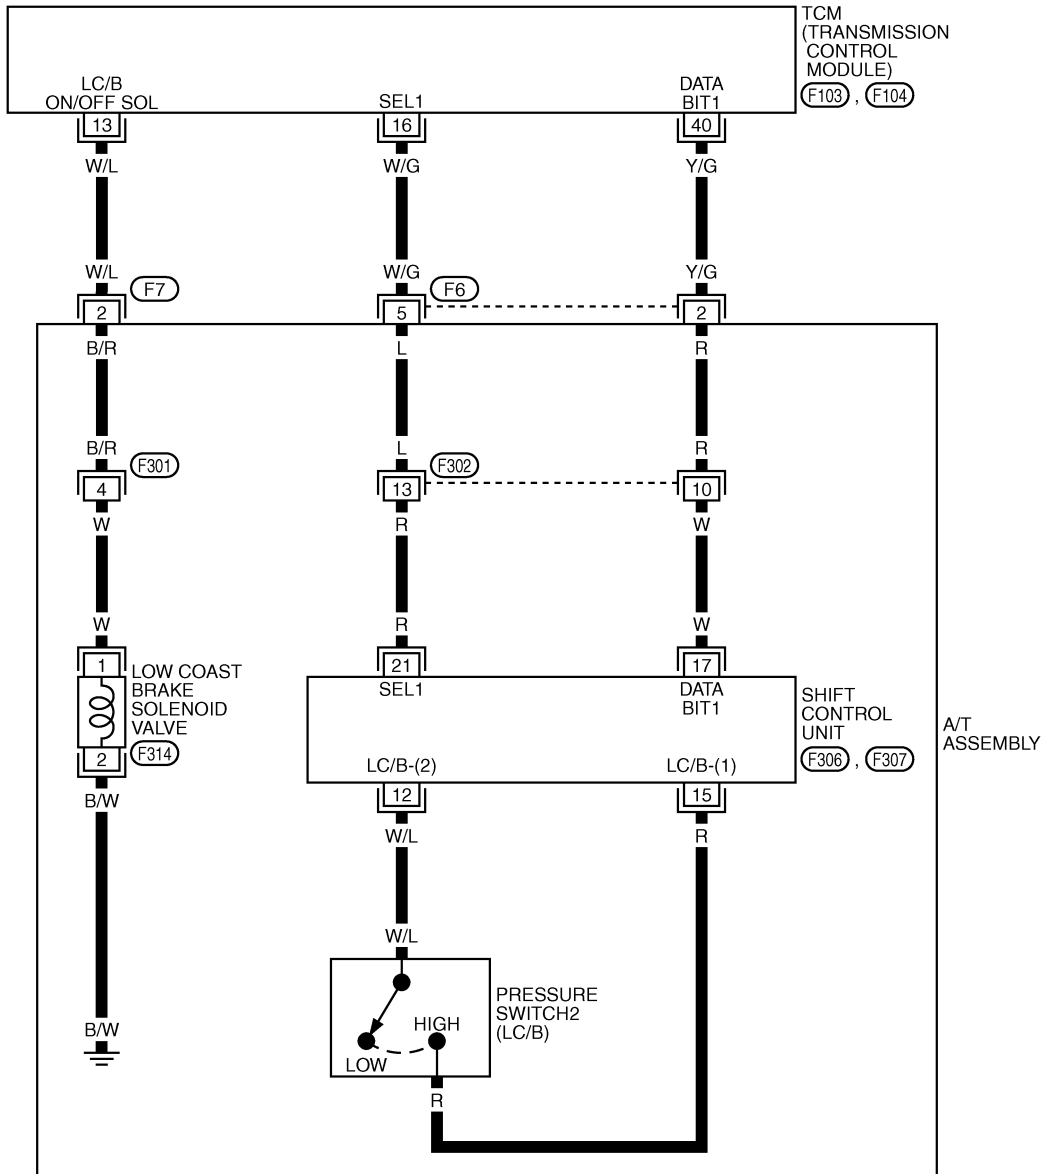 TCM
(TRANSMISSION
CONTROL
MODULE)
F103 , F104
LC/B
ON/OFF SOL
SEL1
DATA
BIT1
13
16
40
W/L
W/G
Y/G
W/L
W/G
Y/G
F7
F6
2
5
2
B/R
L
R
B/R
L
R
F301
F302
4
13
10
W
R
W
W
R
W
1
21
17
LOW COAST
BRAKE
SOLENOID
VALVE
F314
2
SEL1
DATA
BIT1
SHIFT
CONTROL
UNIT
F306 , F307
A/T
ASSEMBLY
LC/B-(2)
LC/B-(1)
12
15
B/W
W/L
R
W/L
PRESSURE
SWITCH2
(LC/B)
HIGH
LOW
B/W
R